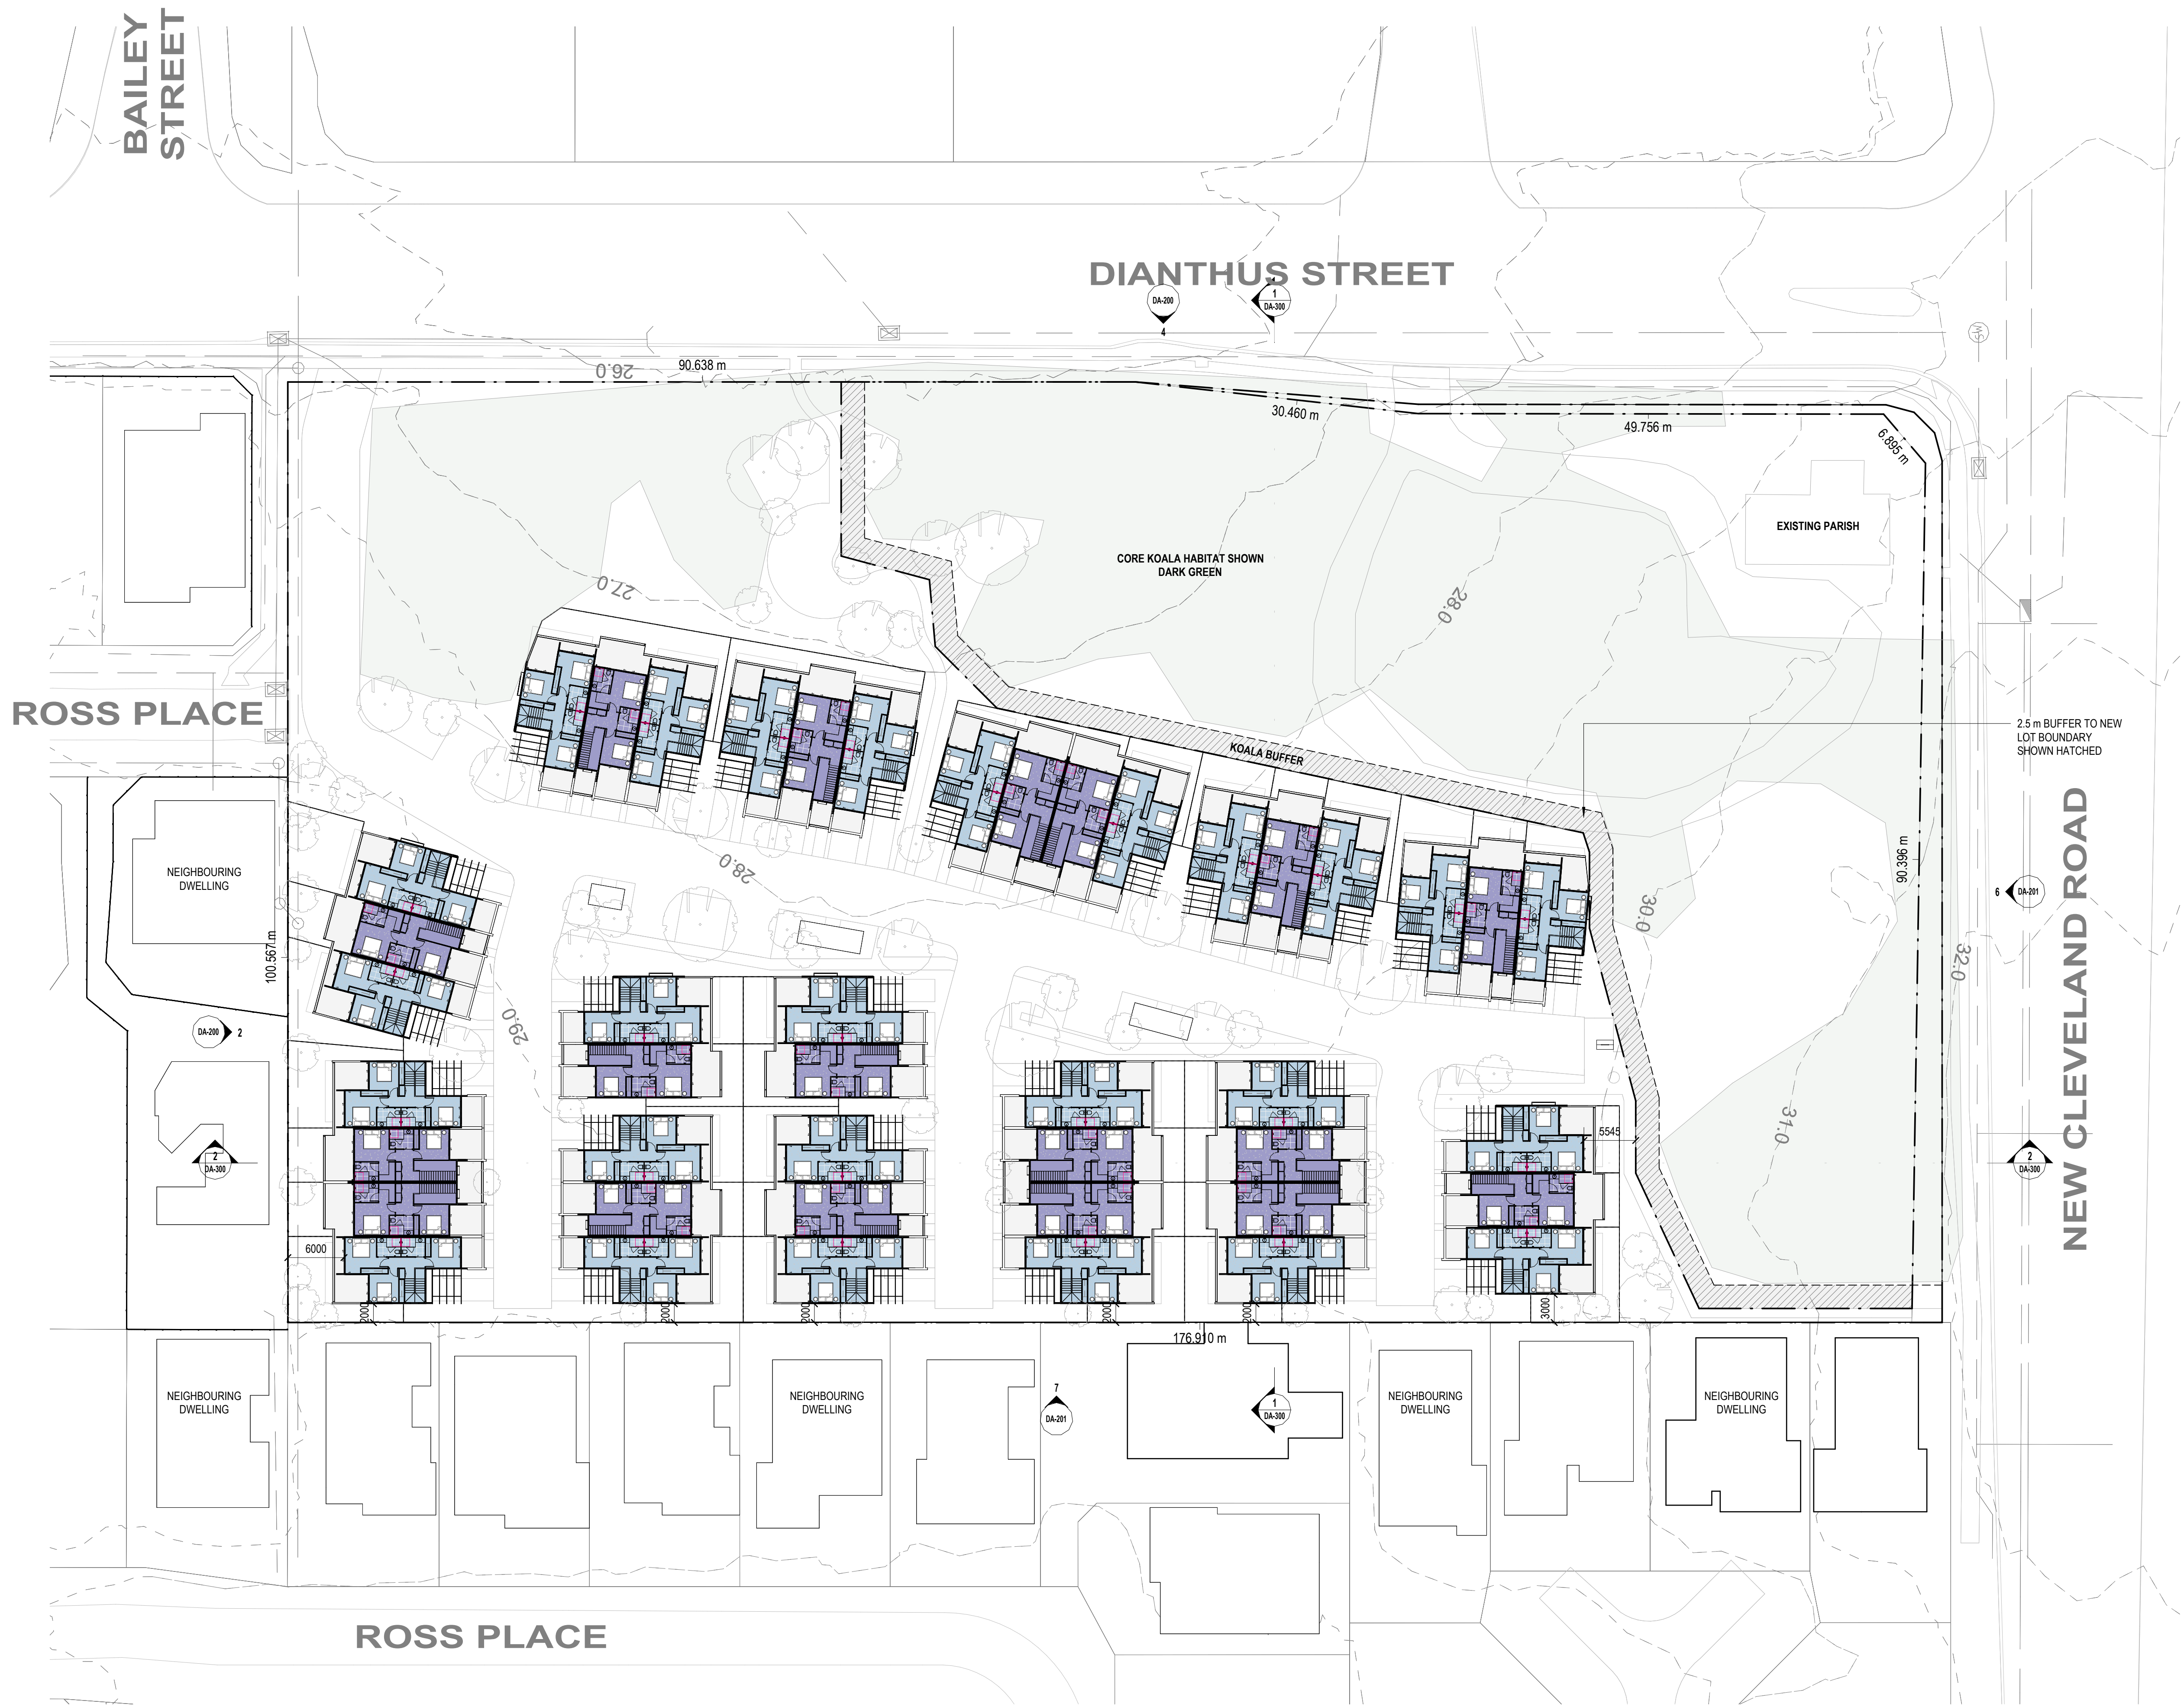 BAILEY
STREET
DIANTHUS STREET
DA-200
4
1
DA-300
MS
26.0
90.638 m
30.460 m
49.756 m
6.895 m
EXISTING PARISH
CORE KOALA HABITAT SHOWN
DARK GREEN
27.0
28.0
ROSS PLACE
2.5 m BUFFER TO NEW
LOT BOUNDARY
SHOWN HATCHED
KOALA BUFFER
NEIGHBOURING
DWELLING
28.0
90.396 m
6
DA-201
NEW CLEVELAND ROAD
30.0
32.0
100.567 m
29.0
DA-200
2
31.0
5545
2
DA-300
2
DA-300
6000
2000
2000
2000
2000
2000
3000
176.910 m
NEIGHBOURING
DWELLING
NEIGHBOURING
DWELLING
7
DA-201
1
DA-300
NEIGHBOURING
DWELLING
NEIGHBOURING
DWELLING
ROSS PLACE